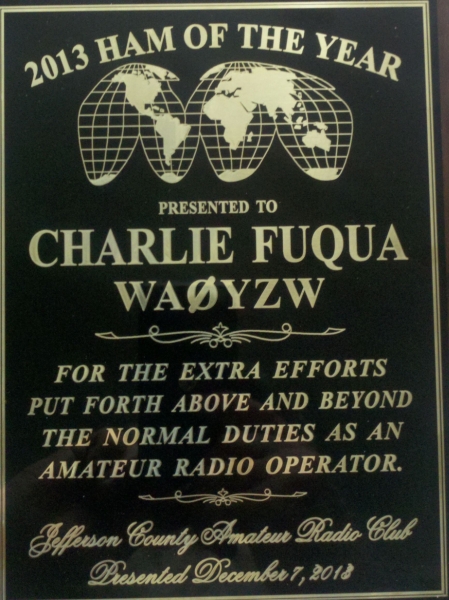 2013 HAM OF THE YEAR
PRESENTED TO
CHARLIE FUQUA
WAØYZW
FOR THE EXTRA EFFORTS
PUT FORTH ABOVE AND BEYOND
THE NORMAL DUTIES AS AN
AMATEUR RADIO OPERATOR.
Jefferson County Amateur Radio Club
Presented December 7, 2013